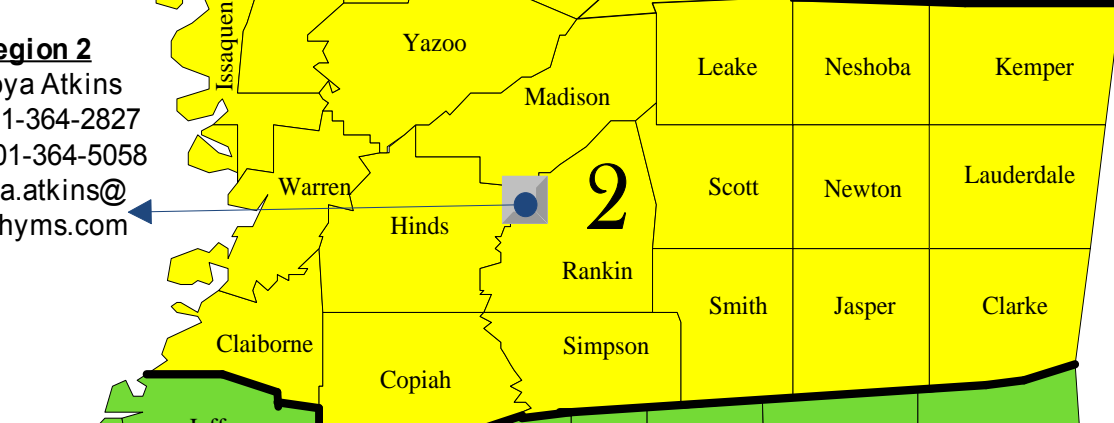 egion 2
oya Atkins
1-364-2827
01-364-5058
a.atkins@
hyms.com
Issaquen
Yazoo
Madison
Leake
Neshoba
Kemper
Warren
Hinds
2
Rankin
Scott
Newton
Lauderdale
Smith
Jasper
Clarke
Claiborne
Copiah
Simpson